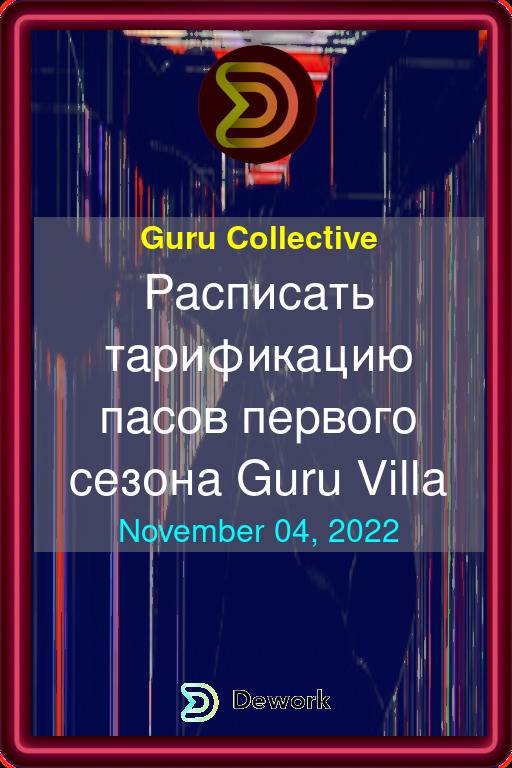 Guru Collective
Расписать
тарификацию
пасов первого
сезона Guru Villa
November 04, 2022
Dework